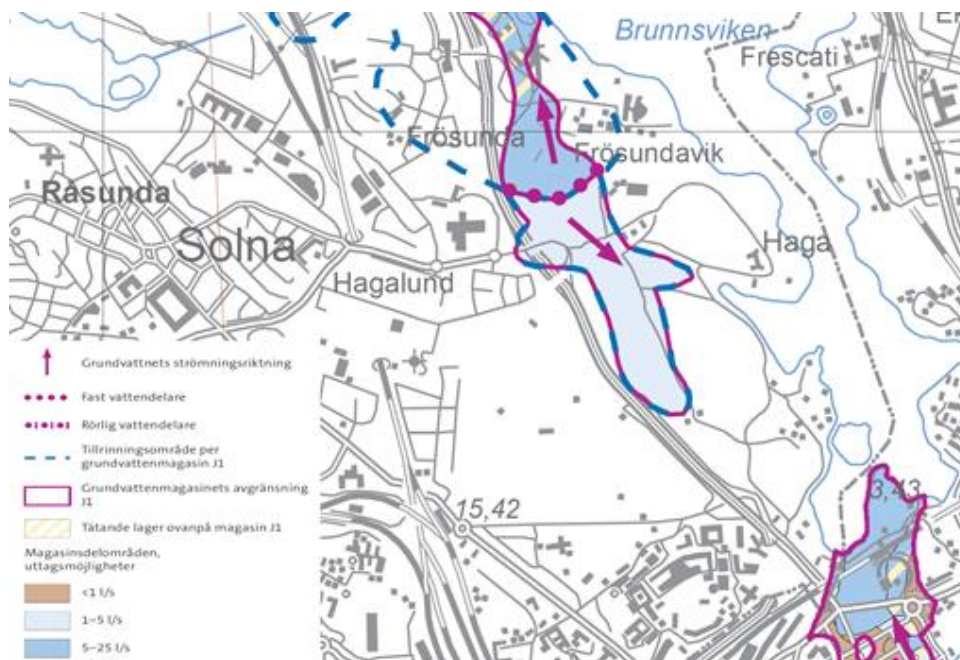 Brunnsviken
Frescati
Frösunda
Frösundavik
Råsunda
Solna
Haga
Hagalund
Grundvattnets strömningsriktning
Fast vattendelare
Rörlig vattendelare
Tillrinningsområde per
grundvattenmagasin J1
Grundvattenmagasinets avgränsning
J1
Tätande lager ovanpå magasin J1
Magasinsdelområden,
uttagsmöjligheter
<1 l/s
1–5 l/s
5–25 l/s
15,42
3,43